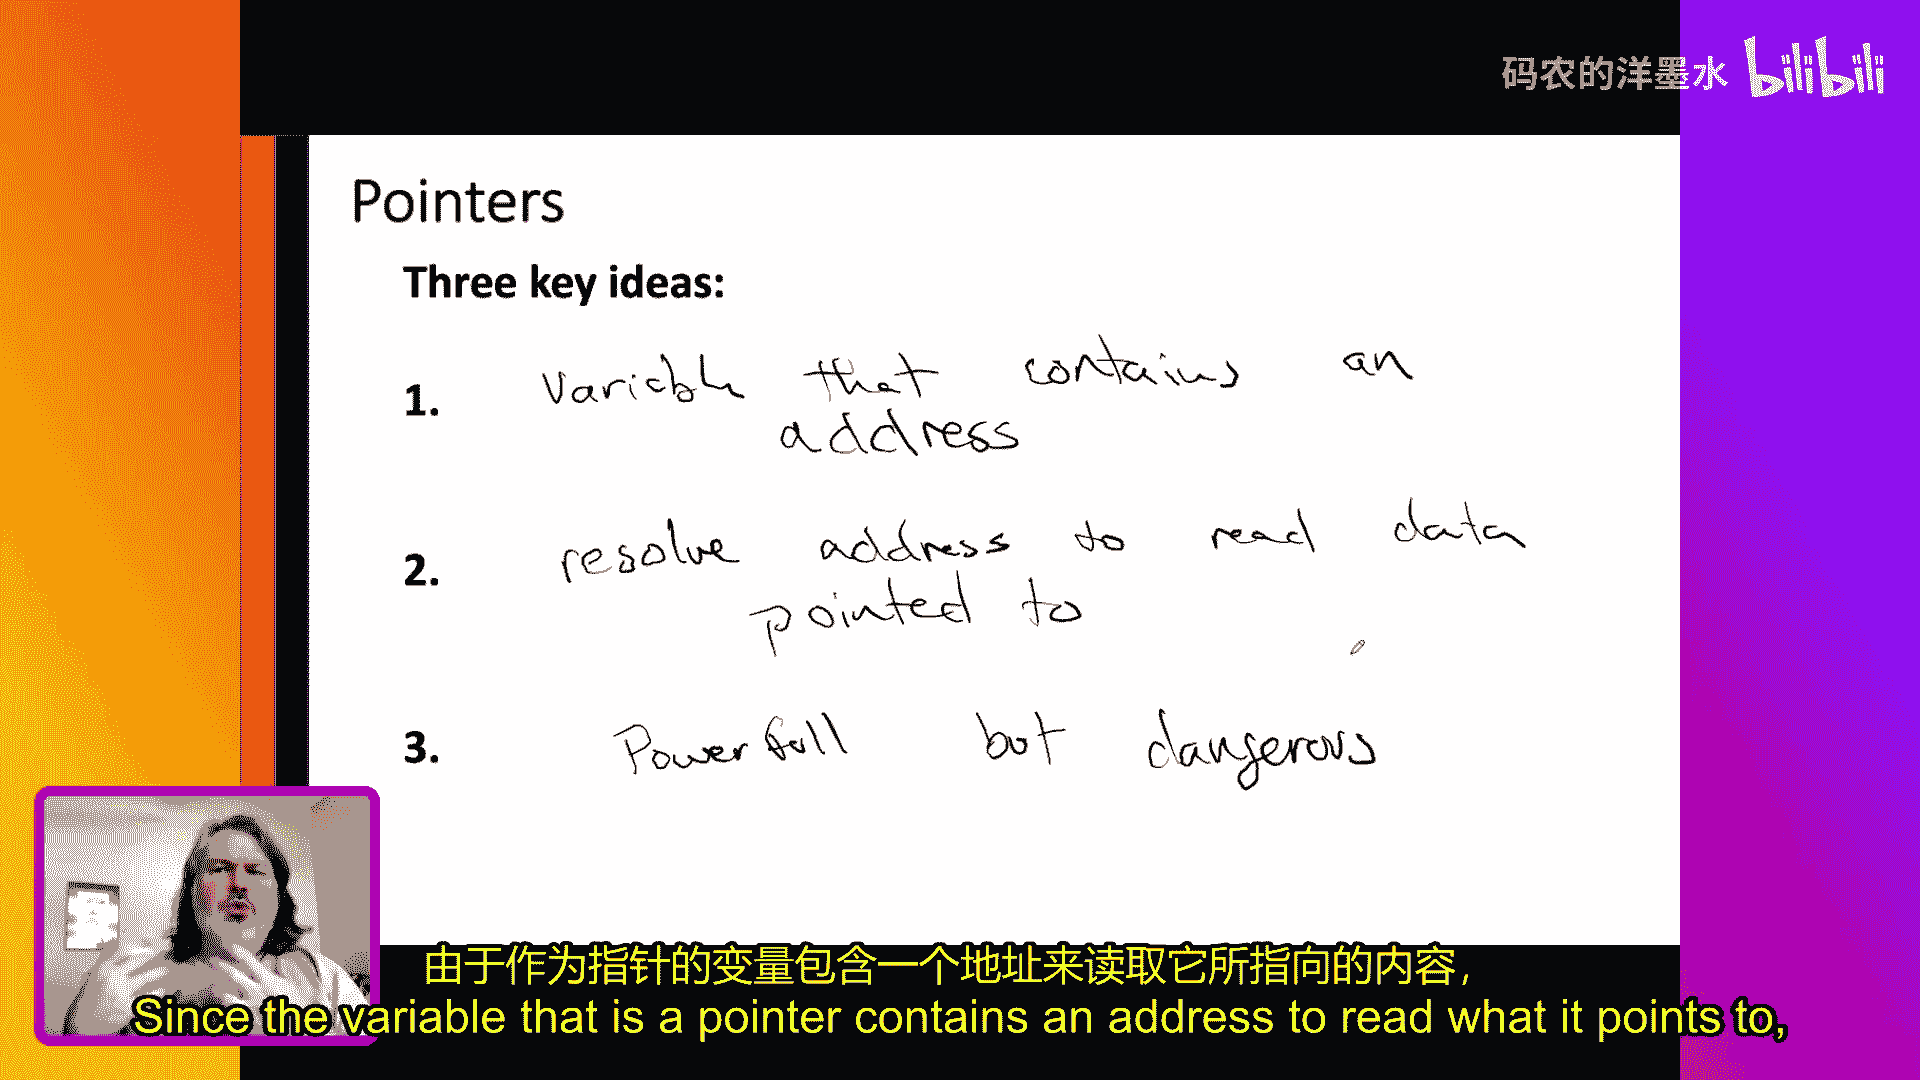 码农的洋墨水 bilibili
Pointers
Three key ideas:
1. Variable that contains an
address
2. resolve address to read data
pointed to
3. Powerfull but dangerous
由于作为指针的变量包含一个地址来读取它所指向的内容，
Since the variable that is a pointer contains an address to read what it points to,